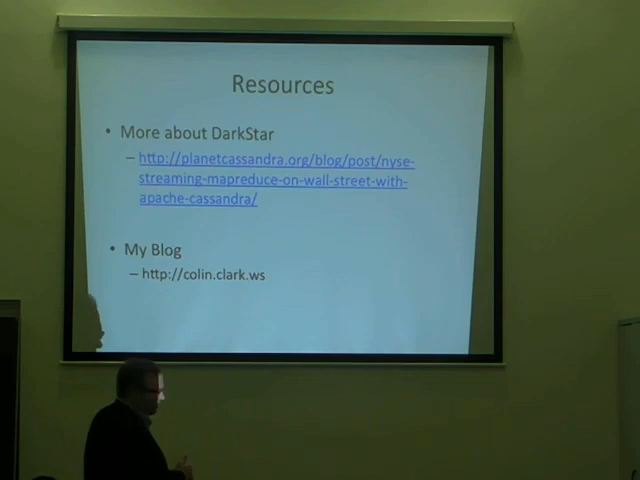 Resources
• More about DarkStar
– http://planetcassandra.org/blog/post/nyse-
streaming-mapreduce-on-wall-street-with-
apache-cassandra/
• My Blog
– http://colin.clark.ws